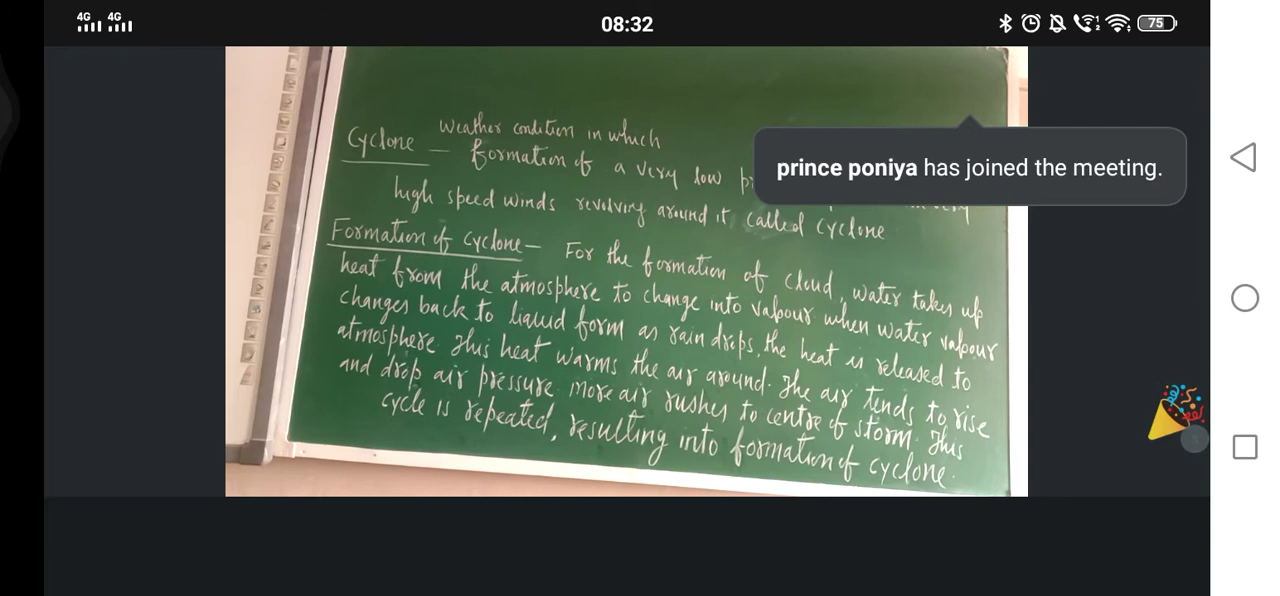 4G 4G
08:32
75
prince poniya has joined the meeting.
Weather condition in which
Cyclone — formation of a very low
high speed winds revolving around it called cyclone
Formation of cyclone — For the formation of cloud, water takes up
heat from the atmosphere to change into vapour. when water vapour
changes back to liquid form as rain drops, the heat is released to
atmosphere. This heat warms the air around. The air tends to rise
and drop air pressure. more air rushes to centre of storm. This
cycle is repeated, resulting into formation of cyclone.